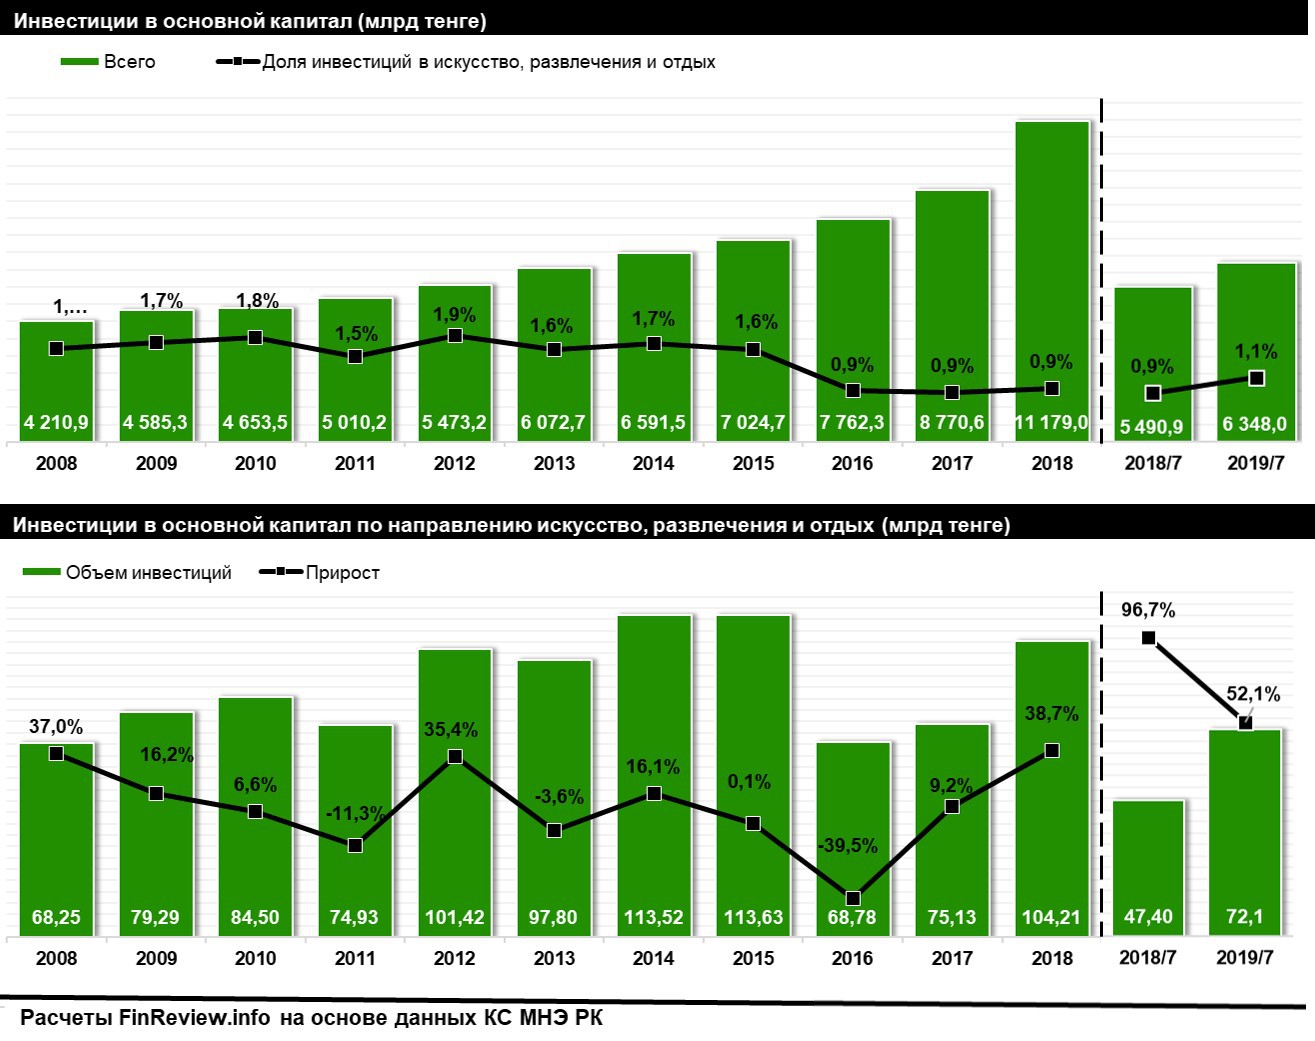 Инвестиции в основной капитал (млрд тенге)
Всего Доля инвестиций в искусство, развлечения и отдых
1,… 1,7% 1,8% 1,5% 1,9% 1,6% 1,7% 1,6% 0,9% 0,9% 0,9% 0,9% 1,1%
4 210,9 4 585,3 4 653,5 5 010,2 5 473,2 6 072,7 6 591,5 7 024,7 7 762,3 8 770,6 11 179,0 5 490,9 6 348,0
2008 2009 2010 2011 2012 2013 2014 2015 2016 2017 2018 2018/7 2019/7
Инвестиции в основной капитал по направлению искусство, развлечения и отдых (млрд тенге)
Объем инвестиций Прирост
37,0% 16,2% 6,6% -11,3% 35,4% -3,6% 16,1% 0,1% -39,5% 9,2% 38,7% 96,7% 52,1%
68,25 79,29 84,50 74,93 101,42 97,80 113,52 113,63 68,78 75,13 104,21 47,40 72,1
2008 2009 2010 2011 2012 2013 2014 2015 2016 2017 2018 2018/7 2019/7
Расчеты FinReview.info на основе данных КС МНЭ РК